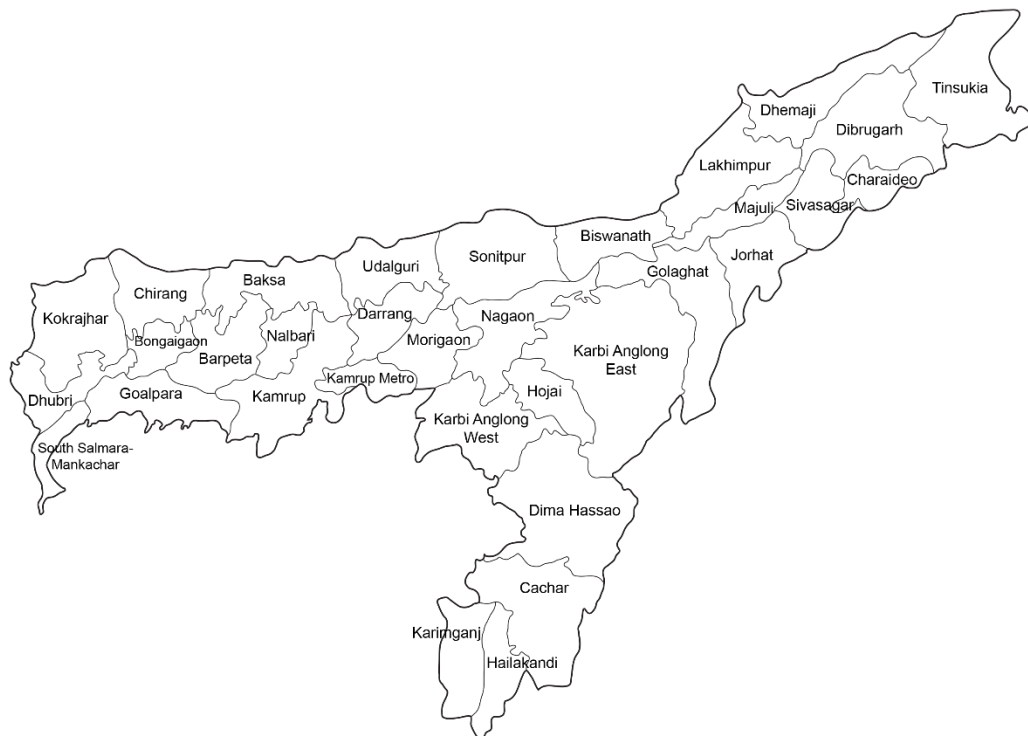 Tinsukia
Dhemaji
Dibrugarh
Lakhimpur
Charaideo
Majuli
Sivasagar
Biswanath
Jorhat
Sonitpur
Udalguri
Golaghat
Baksa
Chirang
Kokrajhar
Darrang
Nagaon
Nalbari
Bongaigaon
Morigaon
Barpeta
Karbi Anglong
East
Kamrup Metro
Hojai
Goalpara
Kamrup
Dhubri
Karbi Anglong
West
South Salmara-
Mankachar
Dima Hassao
Cachar
Karimganj
Hailakandi